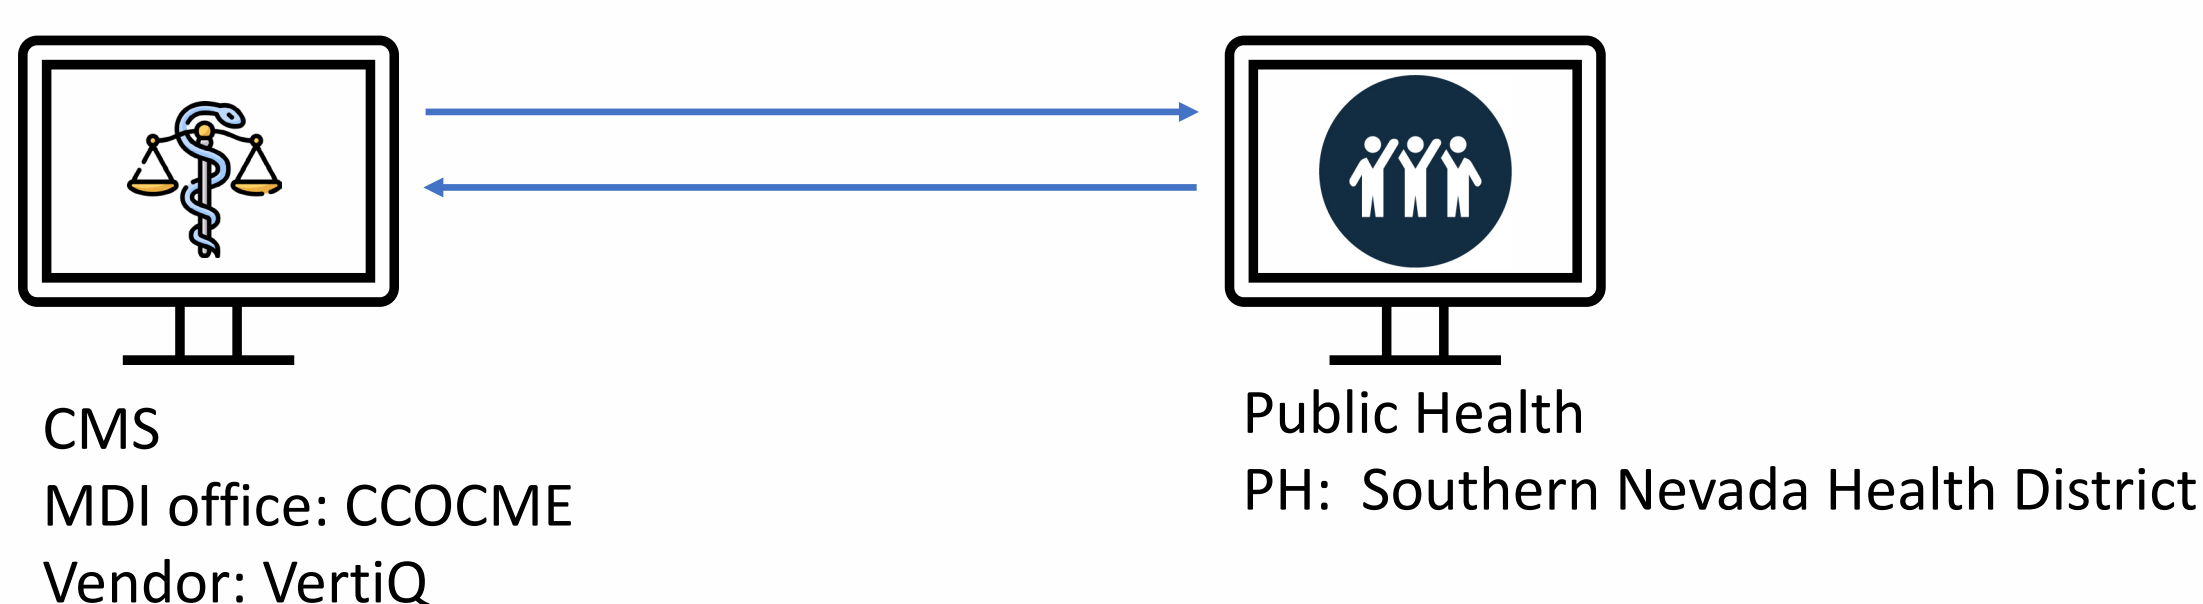 CMS
MDI office: CCOCME
Vendor: VertiQ
Public Health
PH: Southern Nevada Health District